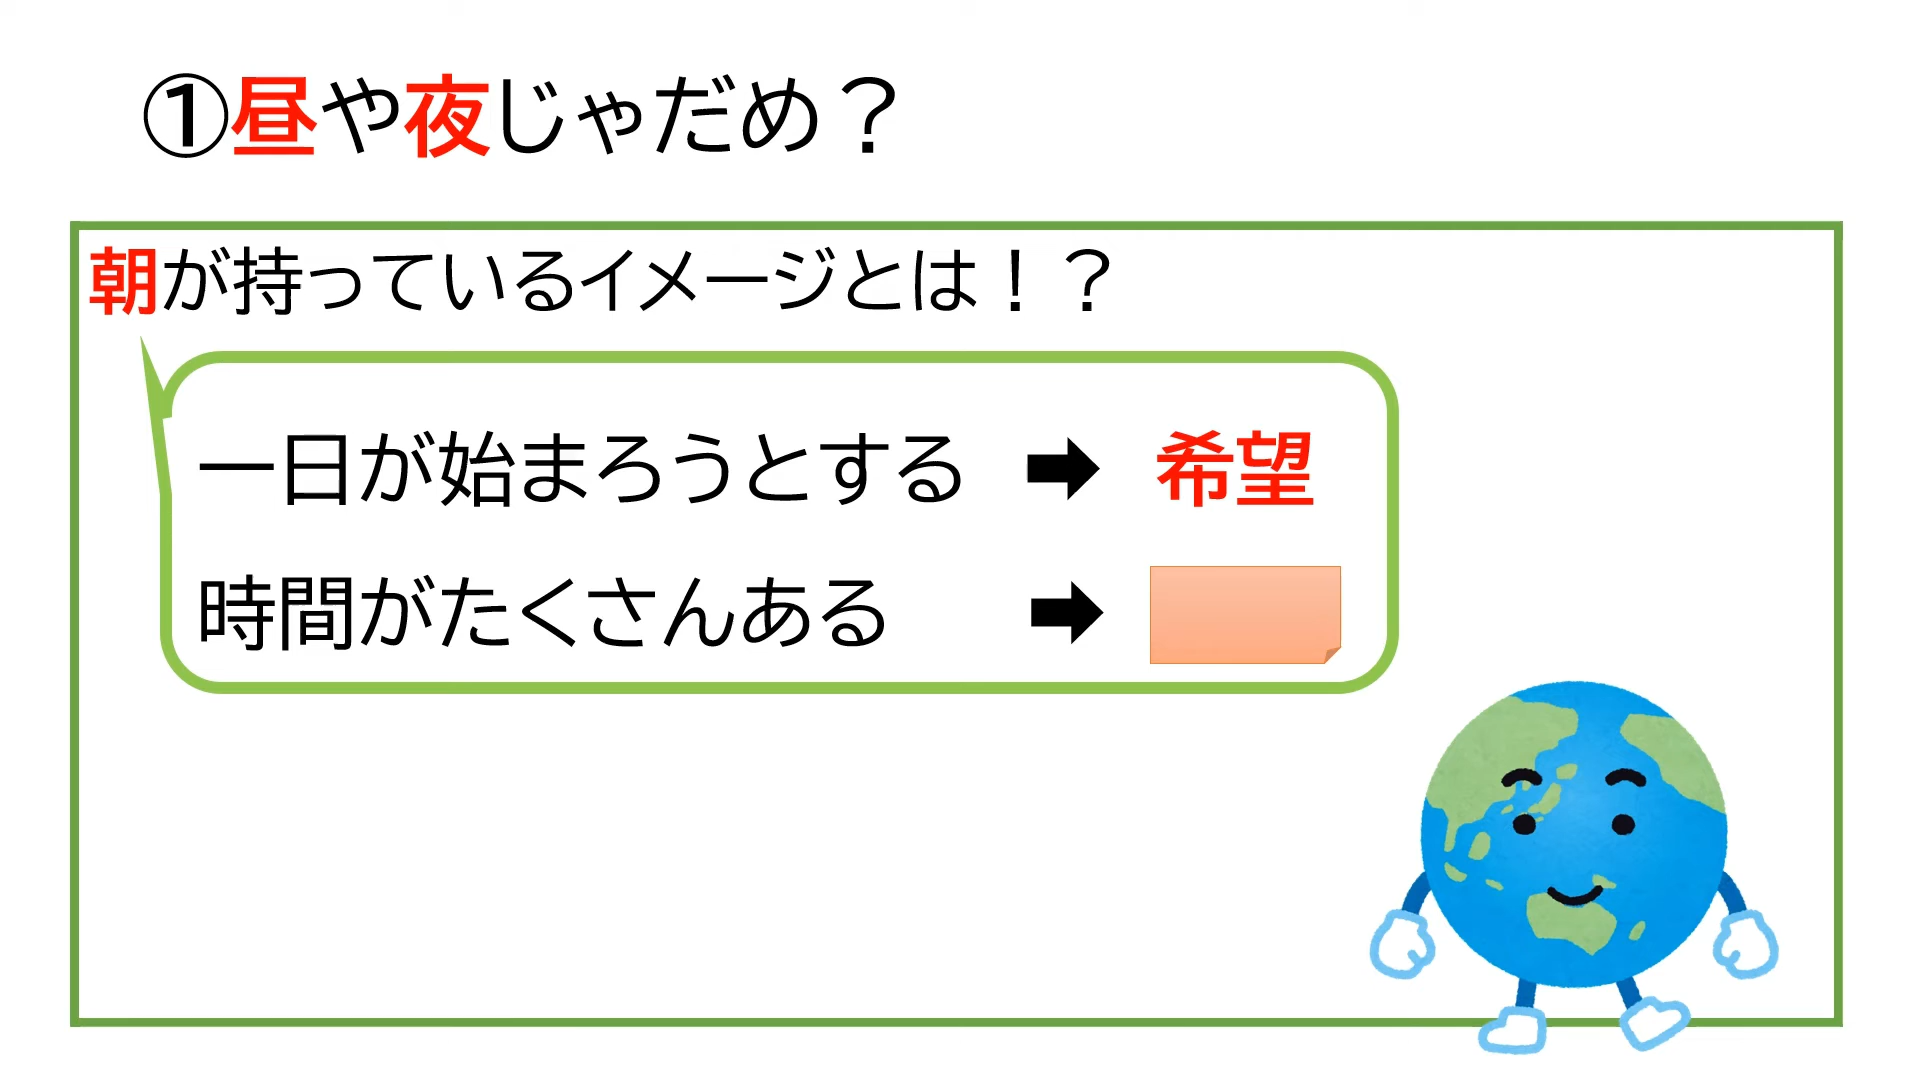 ①昼や夜じゃだめ？
朝が持っているイメージとは！？
一日が始まろうとする ➡ 希望
時間がたくさんある ➡